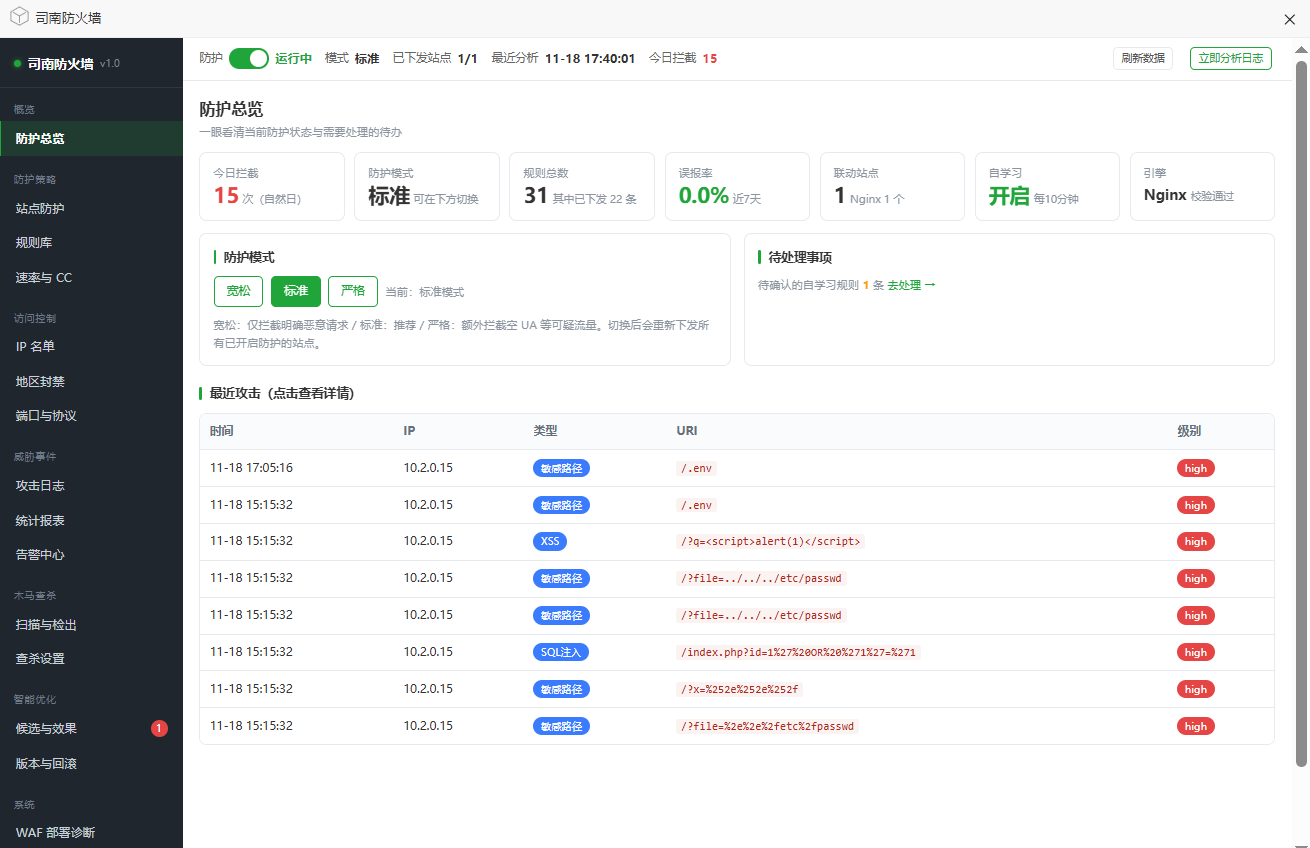 司南防火墙
司南防火墙 v1.0
概览
防护总览
防护策略
站点防护
规则库
速率与 CC
访问控制
IP 名单
地区封禁
端口与协议
威胁事件
攻击日志
统计报表
告警中心
木马查杀
扫描与检出
查杀设置
智能优化
候选与效果 1
版本与回滚
系统
WAF 部署诊断
防护 运行中 模式 标准 已下发站点 1/1 最近分析 11-18 17:40:01 今日拦截 15 刷新数据 立即分析日志
防护总览
一眼看清当前防护状态与需要处理的待办
今日拦截
15 次（自然日）
防护模式
标准 可在下方切换
规则总数
31 其中已下发 22 条
误报率
0.0% 近7天
联动站点
1 Nginx 1 个
自学习
开启 每10分钟
引擎
Nginx 校验通过
防护模式
宽松 标准 严格 当前：标准模式
宽松：仅拦截明确恶意请求 / 标准：推荐 / 严格：额外拦截空 UA 等可疑流量。切换后会重新下发所
有已开启防护的站点。
待处理事项
待确认的自学习规则 1 条 去处理 →
最近攻击（点击查看详情）
时间 IP 类型 URI 级别
11-18 17:05:16 10.2.0.15 敏感路径 /.env high
11-18 15:15:32 10.2.0.15 敏感路径 /.env high
11-18 15:15:32 10.2.0.15 XSS /?q=<script>alert(1)</script> high
11-18 15:15:32 10.2.0.15 敏感路径 /?file=../../../etc/passwd high
11-18 15:15:32 10.2.0.15 敏感路径 /?file=../../../etc/passwd high
11-18 15:15:32 10.2.0.15 SQL注入 /index.php?id=1%27%20OR%20%271%27=%271 high
11-18 15:15:32 10.2.0.15 敏感路径 /?x=%252e%252e%252f high
11-18 15:15:32 10.2.0.15 敏感路径 /?file=%2e%2e%2fetc%2fpasswd high